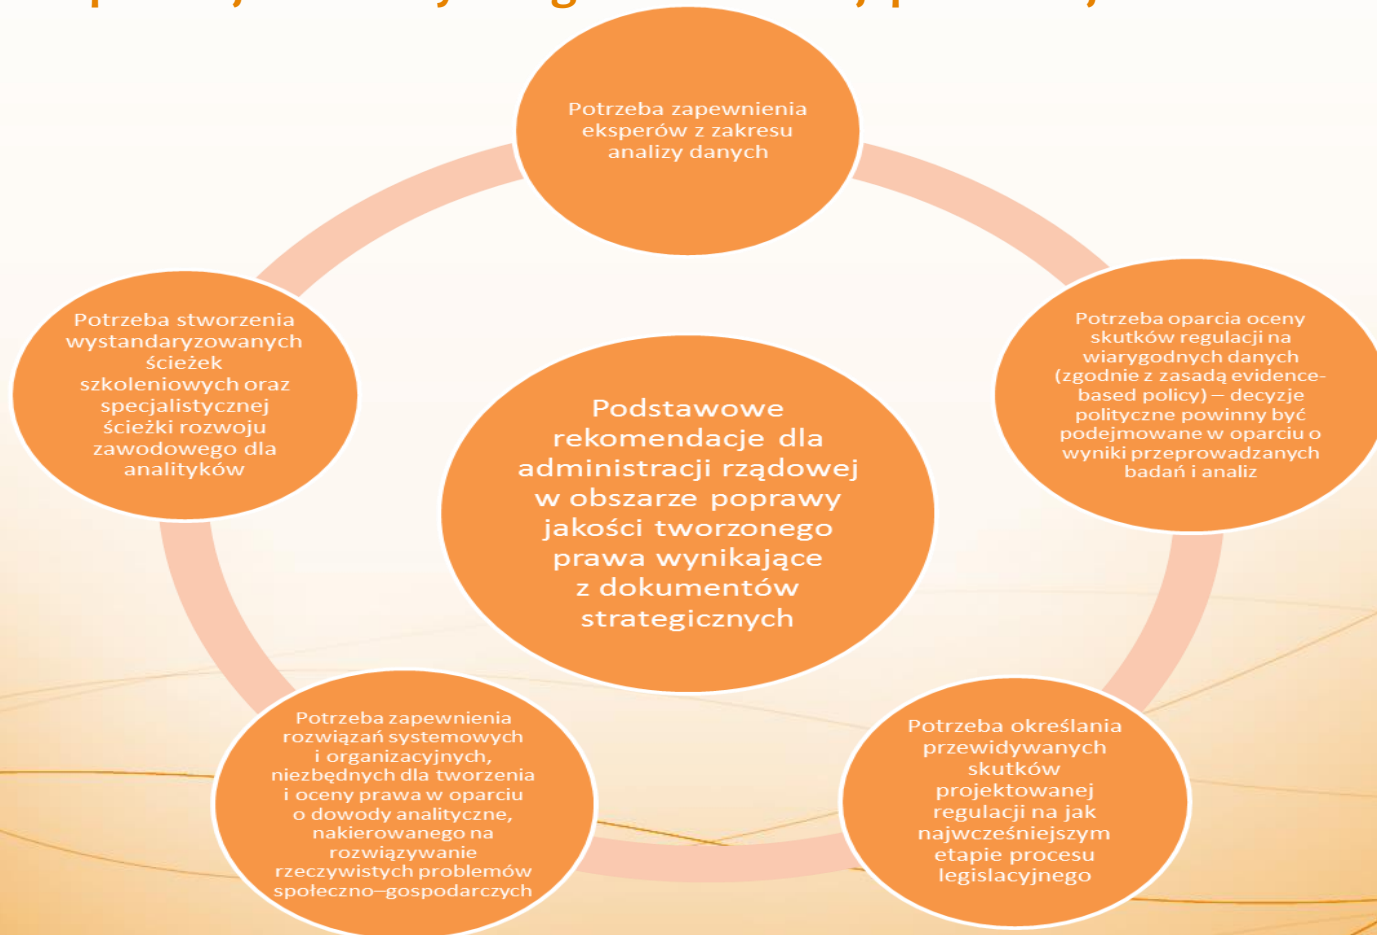 Potrzeba zapewnienia
eksperów z zakresu
analizy danych
Potrzeba oparcia oceny
skutków regulacji na
wiarygodnych danych
(zgodnie z zasadą evidence-
based policy) – decyzje
polityczne powinny być
podejmowane w oparciu o
wyniki przeprowadzanych
badań i analiz
Potrzeba określania
przewidywanych
skutków
projektowanej
regulacji na jak
najwcześniejszym
etapie procesu
legislacyjnego
Potrzeba zapewnienia
rozwiązań systemowych
i organizacyjnych,
niezbędnych dla tworzenia
i oceny prawa w oparciu
o dowody analityczne,
nakierowanego na
rozwiązywanie
rzeczywistych problemów
społeczno–gospodarczych
Potrzeba stworzenia
wystandaryzowanych
ścieżek
szkoleniowych oraz
specjalistycznej
ścieżki rozwoju
zawodowego dla
analityków
Podstawowe
rekomendacje dla
administracji rządowej
w obszarze poprawy
jakości tworzonego
prawa wynikające
z dokumentów
strategicznych